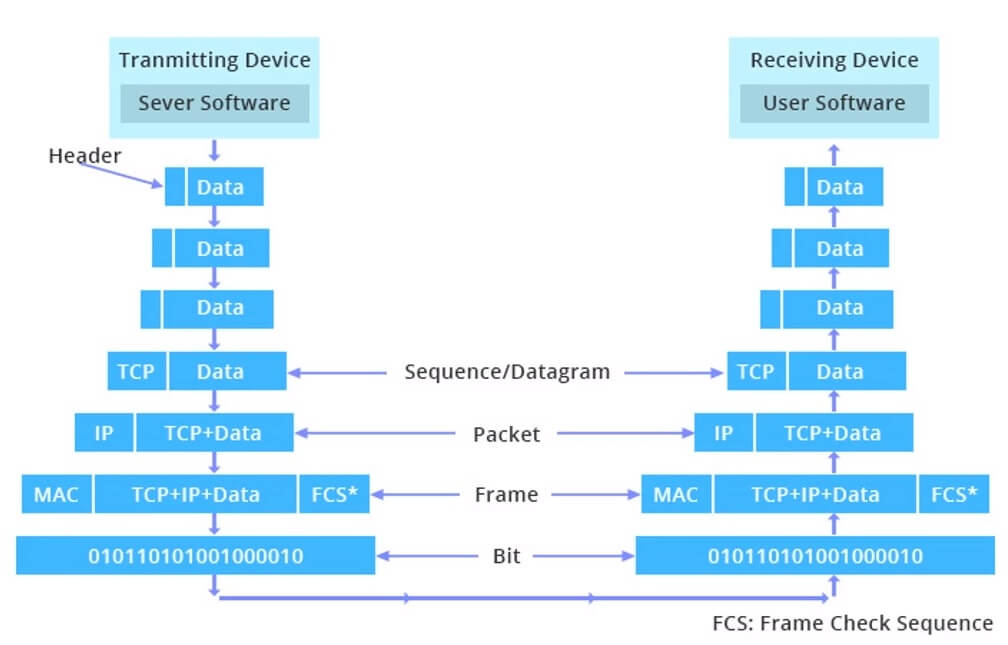 Tranmitting Device
Receiving Device
Sever Software
User Software
Header
Data
Data
Data
Data
Data
Data
TCP
Data
Sequence/Datagram
TCP
Data
IP
TCP+Data
Packet
IP
TCP+Data
MAC
TCP+IP+Data
FCS*
Frame
MAC
TCP+IP+Data
FCS*
010110101001000010
Bit
010110101001000010
FCS: Frame Check Sequence